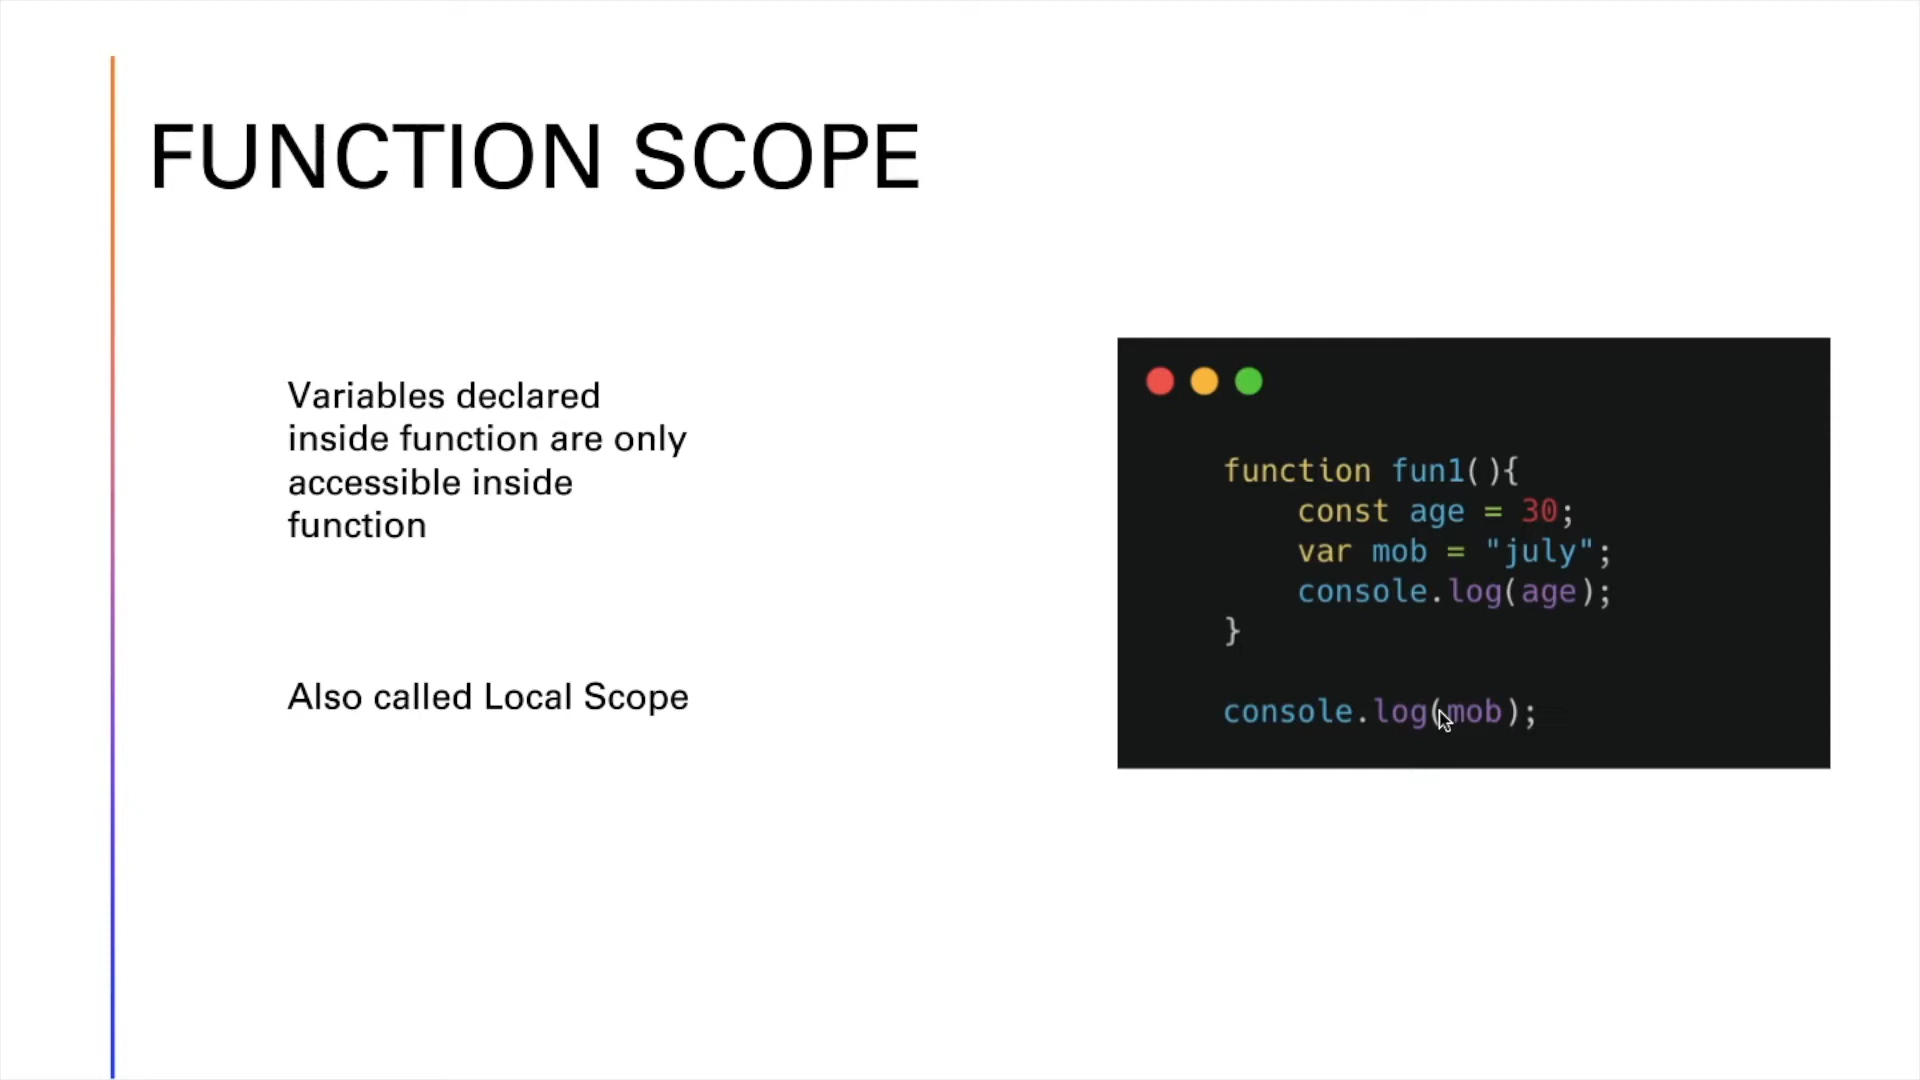 FUNCTION SCOPE
Variables declared
inside function are only
accessible inside
function
Also called Local Scope
function fun1(){
    const age = 30;
    var mob = "july";
    console.log(age);
}
console.log(mob);